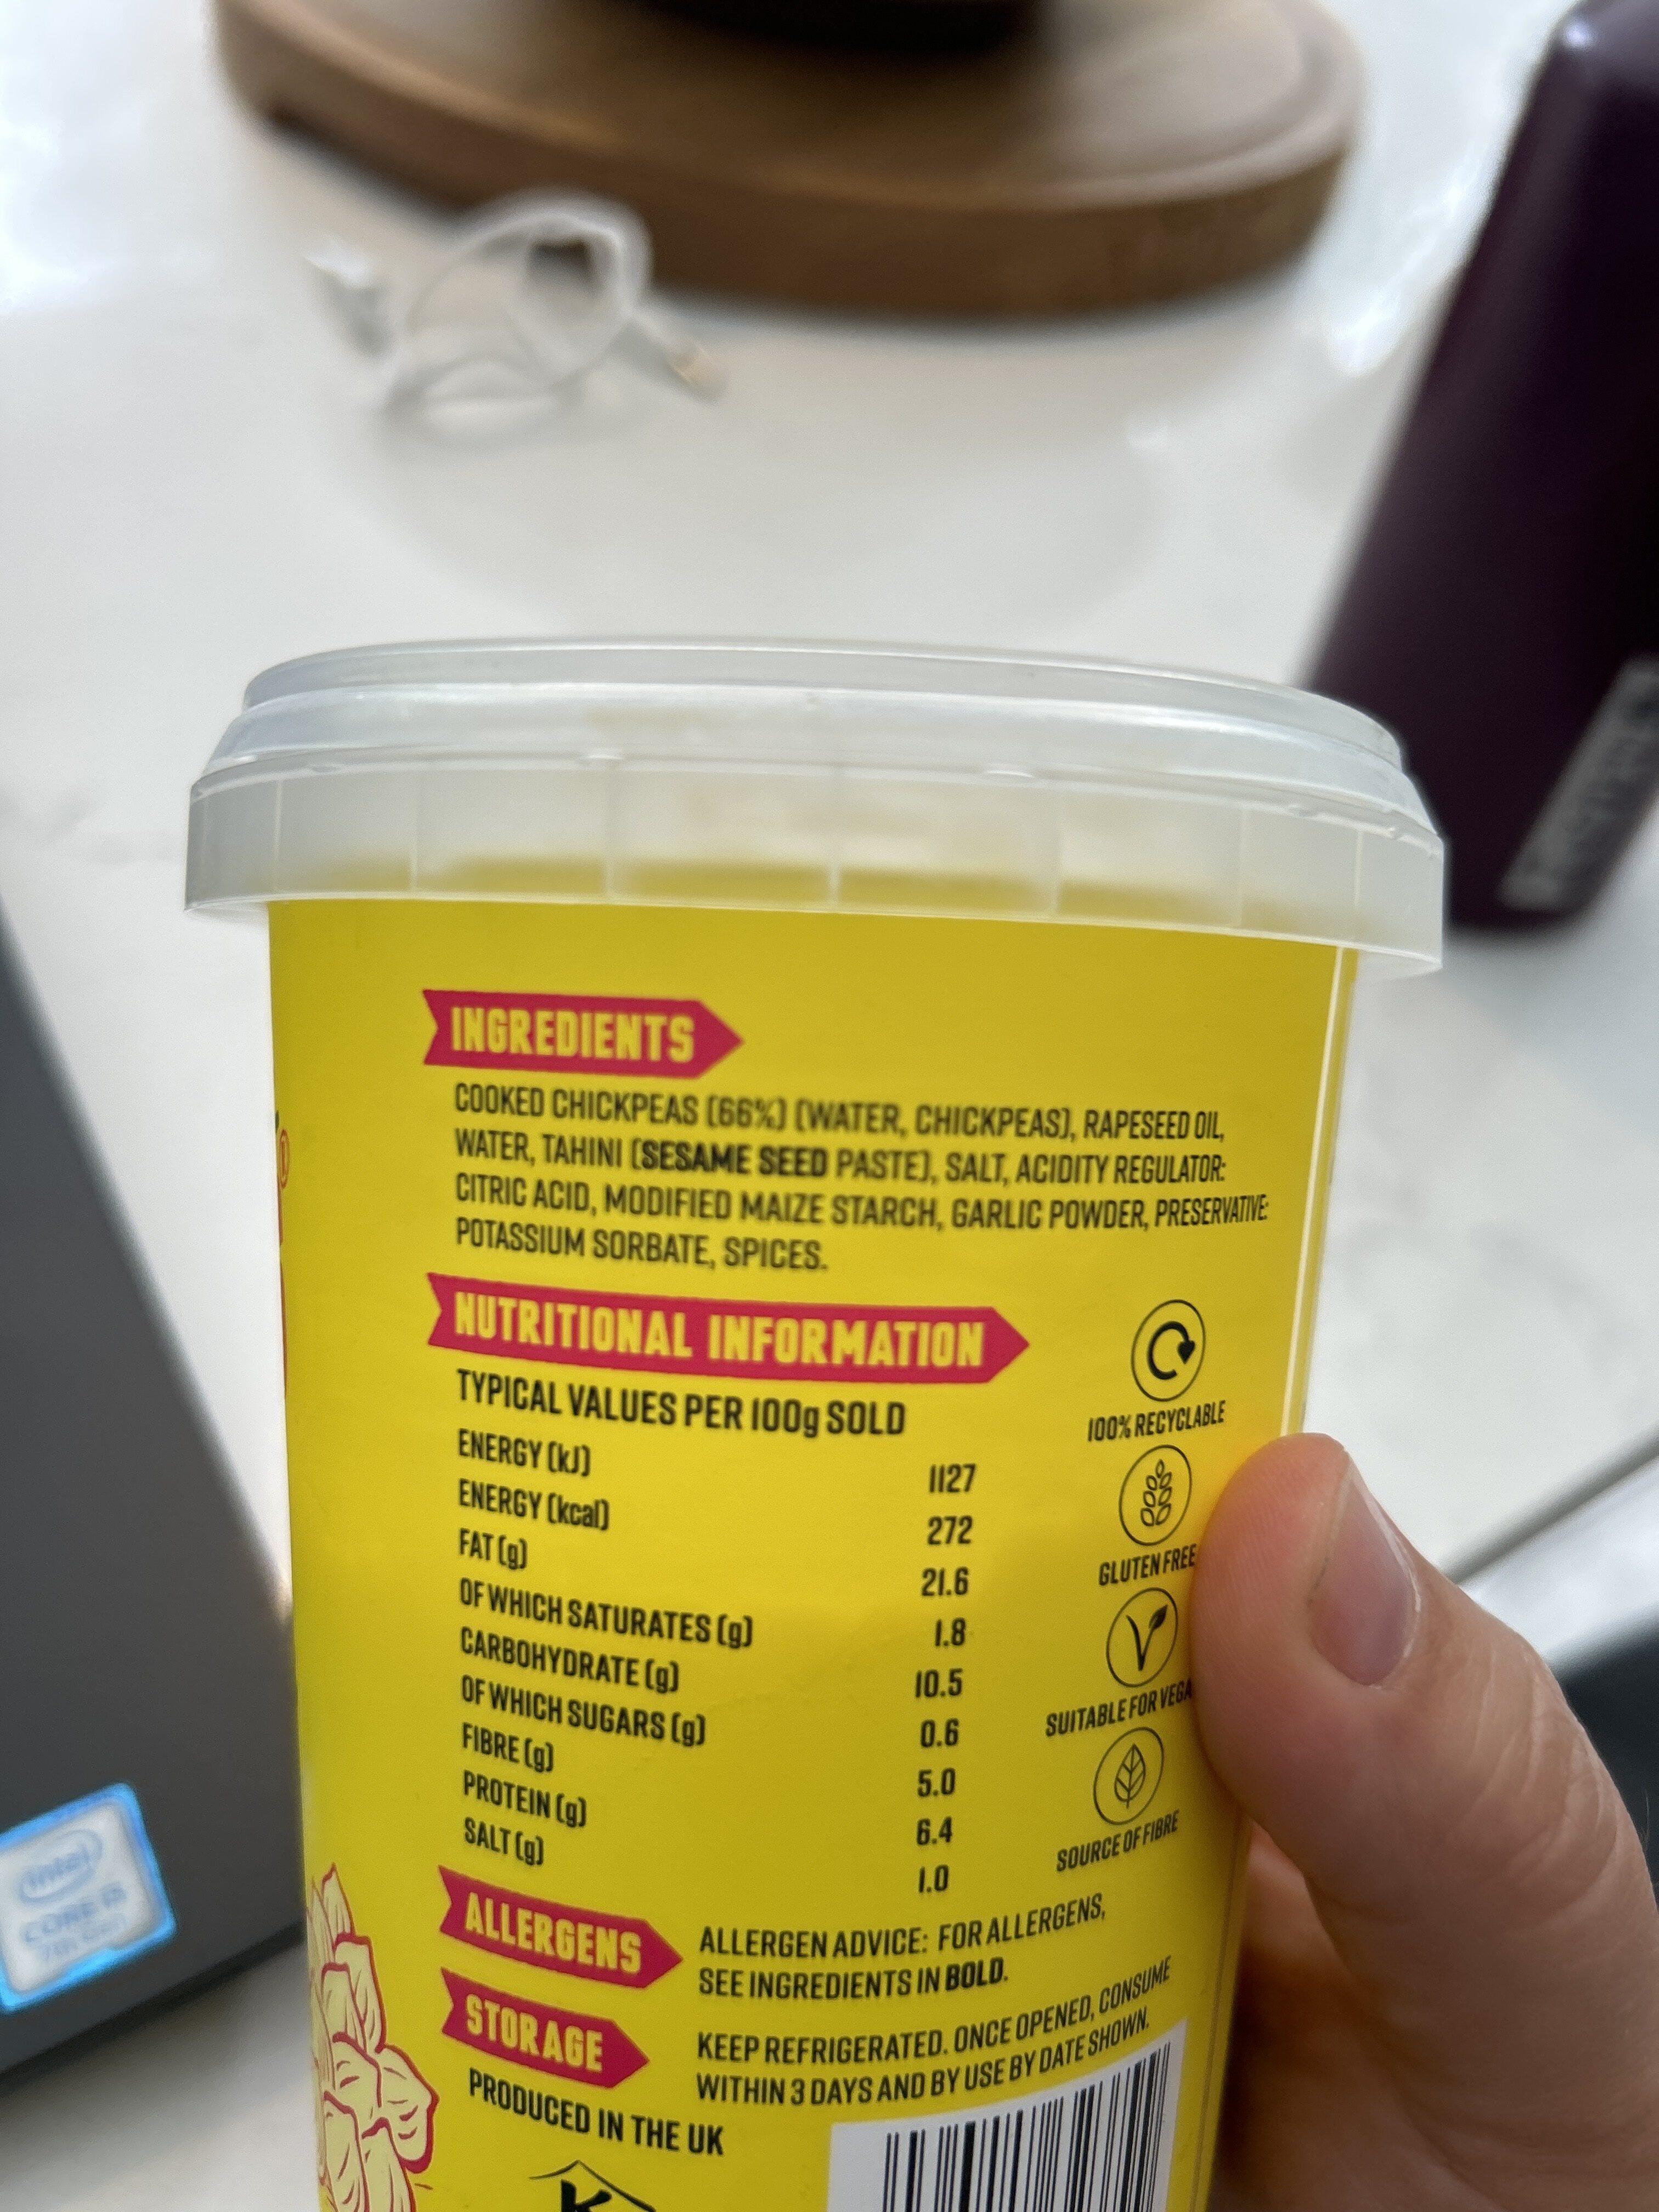 INGREDIENTS
COOKED CHICKPEAS (66%) (WATER, CHICKPEAS), RAPESEED OIL,
WATER, TAHINI (SESAME SEED PASTE), SALT, ACIDITY REGULATOR:
CITRIC ACID, MODIFIED MAIZE STARCH, GARLIC POWDER, PRESERVATIVE:
POTASSIUM SORBATE, SPICES.
NUTRITIONAL INFORMATION
TYPICAL VALUES PER 100g SOLD
ENERGY (kJ) 1127
ENERGY (kcal) 272
FAT (g) 21.6
OF WHICH SATURATES (g) 1.8
CARBOHYDRATE (g) 10.5
OF WHICH SUGARS (g) 0.6
FIBRE (g) 5.0
PROTEIN (g) 6.4
SALT (g) 1.0
100% RECYCLABLE
GLUTEN FREE
SUITABLE FOR VEGA
SOURCE OF FIBRE
ALLERGENS
ALLERGEN ADVICE: FOR ALLERGENS,
SEE INGREDIENTS IN BOLD.
STORAGE
KEEP REFRIGERATED. ONCE OPENED, CONSUME
WITHIN 3 DAYS AND BY USE BY DATE SHOWN.
PRODUCED IN THE UK
K
intel
CORE i5